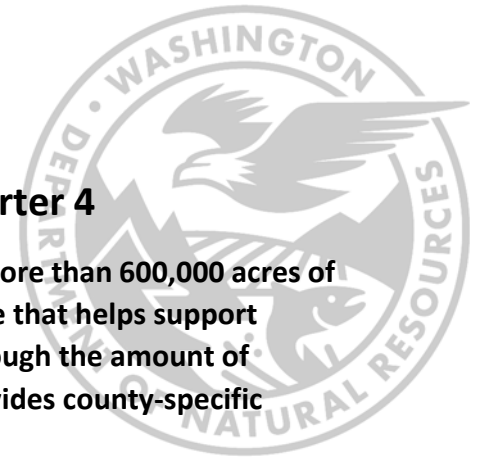 WASHINGTON
DEPARTMENT OF NATURAL RESOURCES
rter 4
ore than 600,000 acres of
e that helps support
ough the amount of
vides county-specific